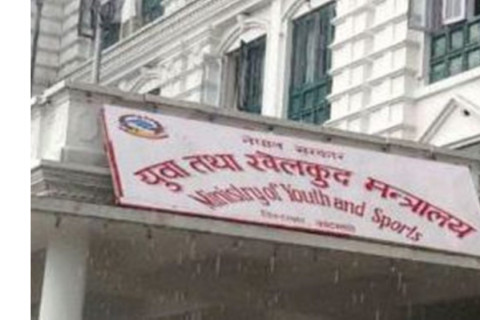 नेपाल सरकार
युवा तथा खेलकुद मन्त्रालय
Ministry of Youth and Sports